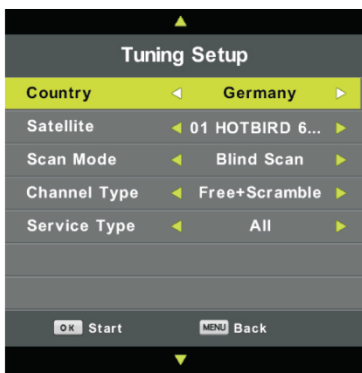 Tuning Setup
Country Germany
Satellite 01 HOTBIRD 6...
Scan Mode Blind Scan
Channel Type Free+Scramble
Service Type All
OK Start MENU Back